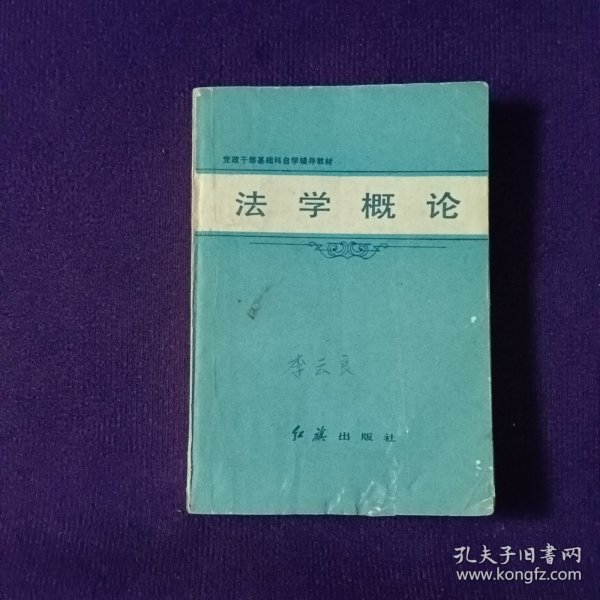 党政干部基础科自学辅导教材
法学概论
李云良
红旗出版社
孔夫子旧书网
www.kongfz.com